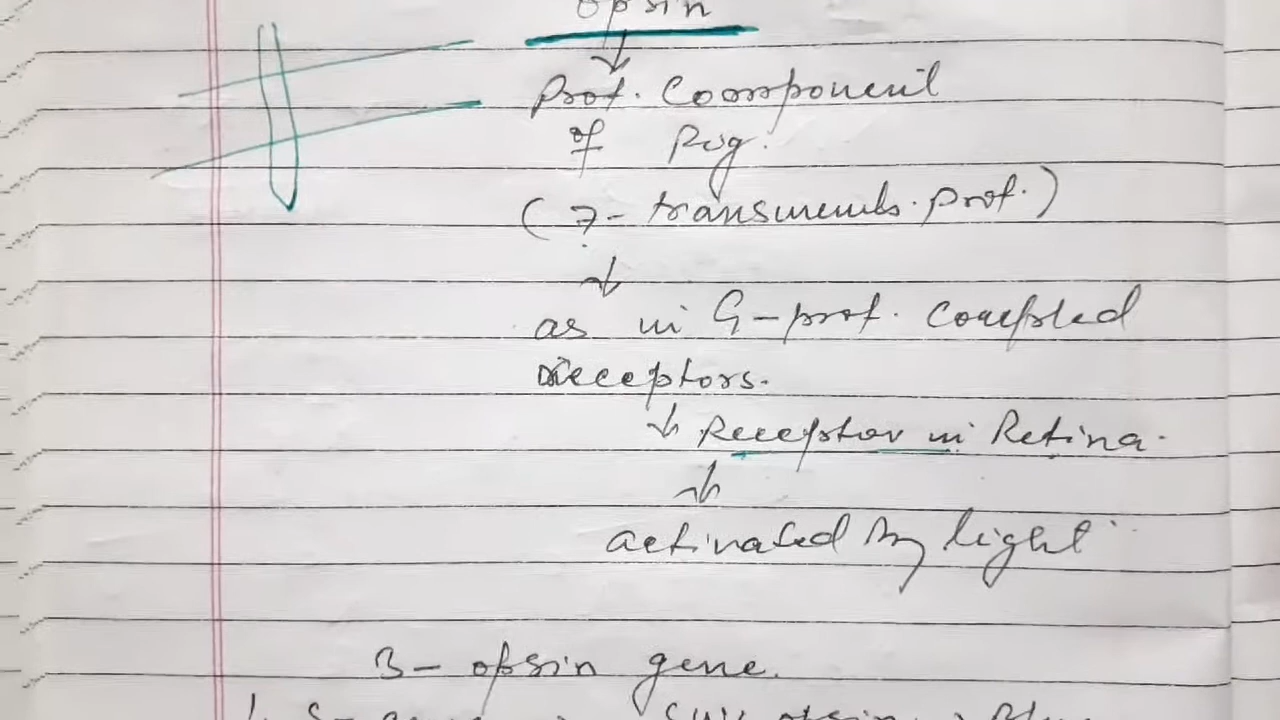 opsin
↓
Prot. Component
of Pig.
(7-transmemb. prot.)
↓
as in G-prot. coupled
receptors.
↓ Receptor in Retina.
↓
activated by light
3- opsin gene.